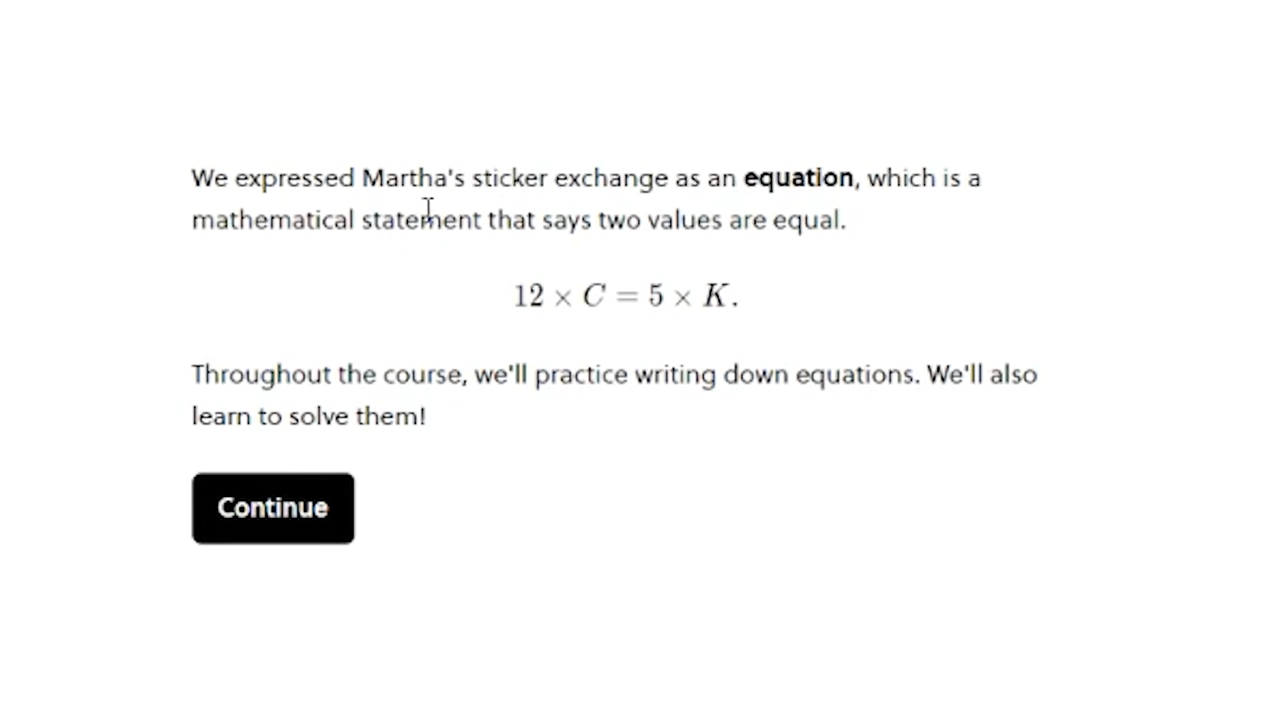 We expressed Martha's sticker exchange as an equation, which is a
mathematical statement that says two values are equal.
12 × C = 5 × K.
Throughout the course, we'll practice writing down equations. We'll also
learn to solve them!
Continue